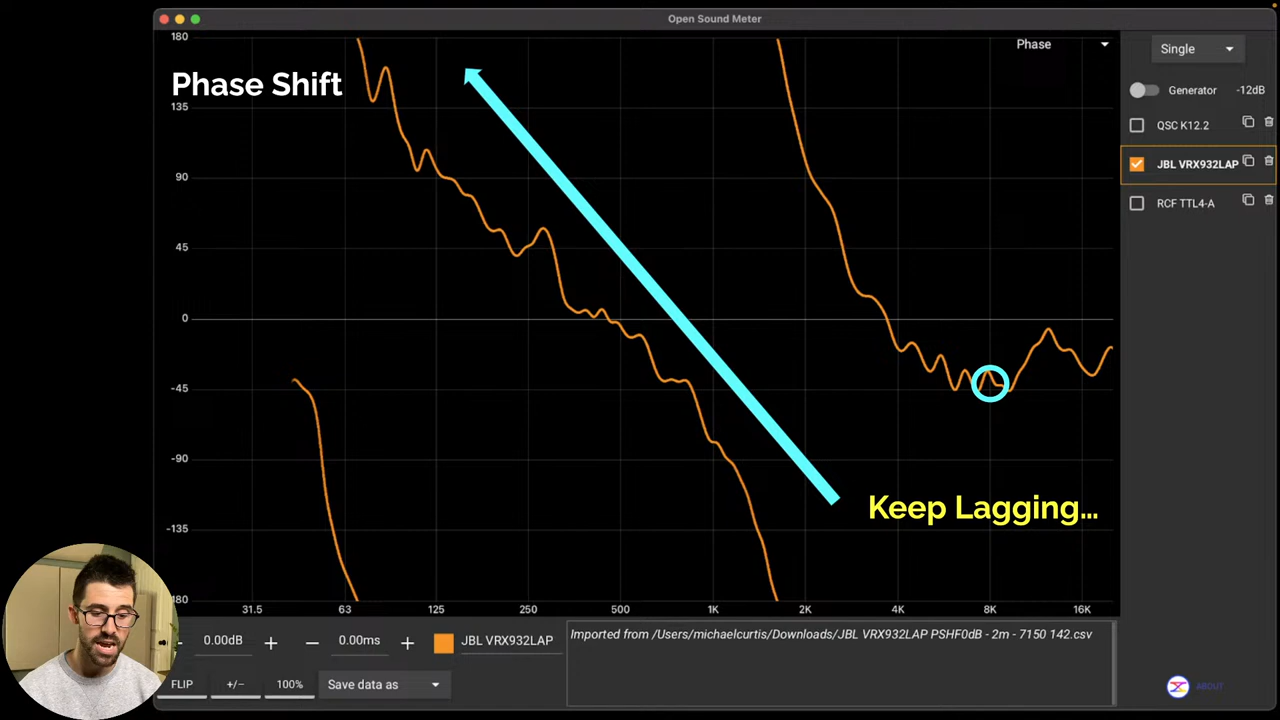 Open Sound Meter
180
Phase
Single
Phase Shift
Generator -12dB
135
QSC K12.2
JBL VRX932LAP
90
RCF TTL4-A
45
0
-45
-90
Keep Lagging...
-135
180
31.5 63 125 250 500 1K 2K 4K 8K 16K
- 0.00dB + - 0.00ms + JBL VRX932LAP
Imported from /Users/michaelcurtis/Downloads/JBL VRX932LAP PSHF0dB - 2m - 7150 142.csv
FLIP +/- 100% Save data as
ABOUT